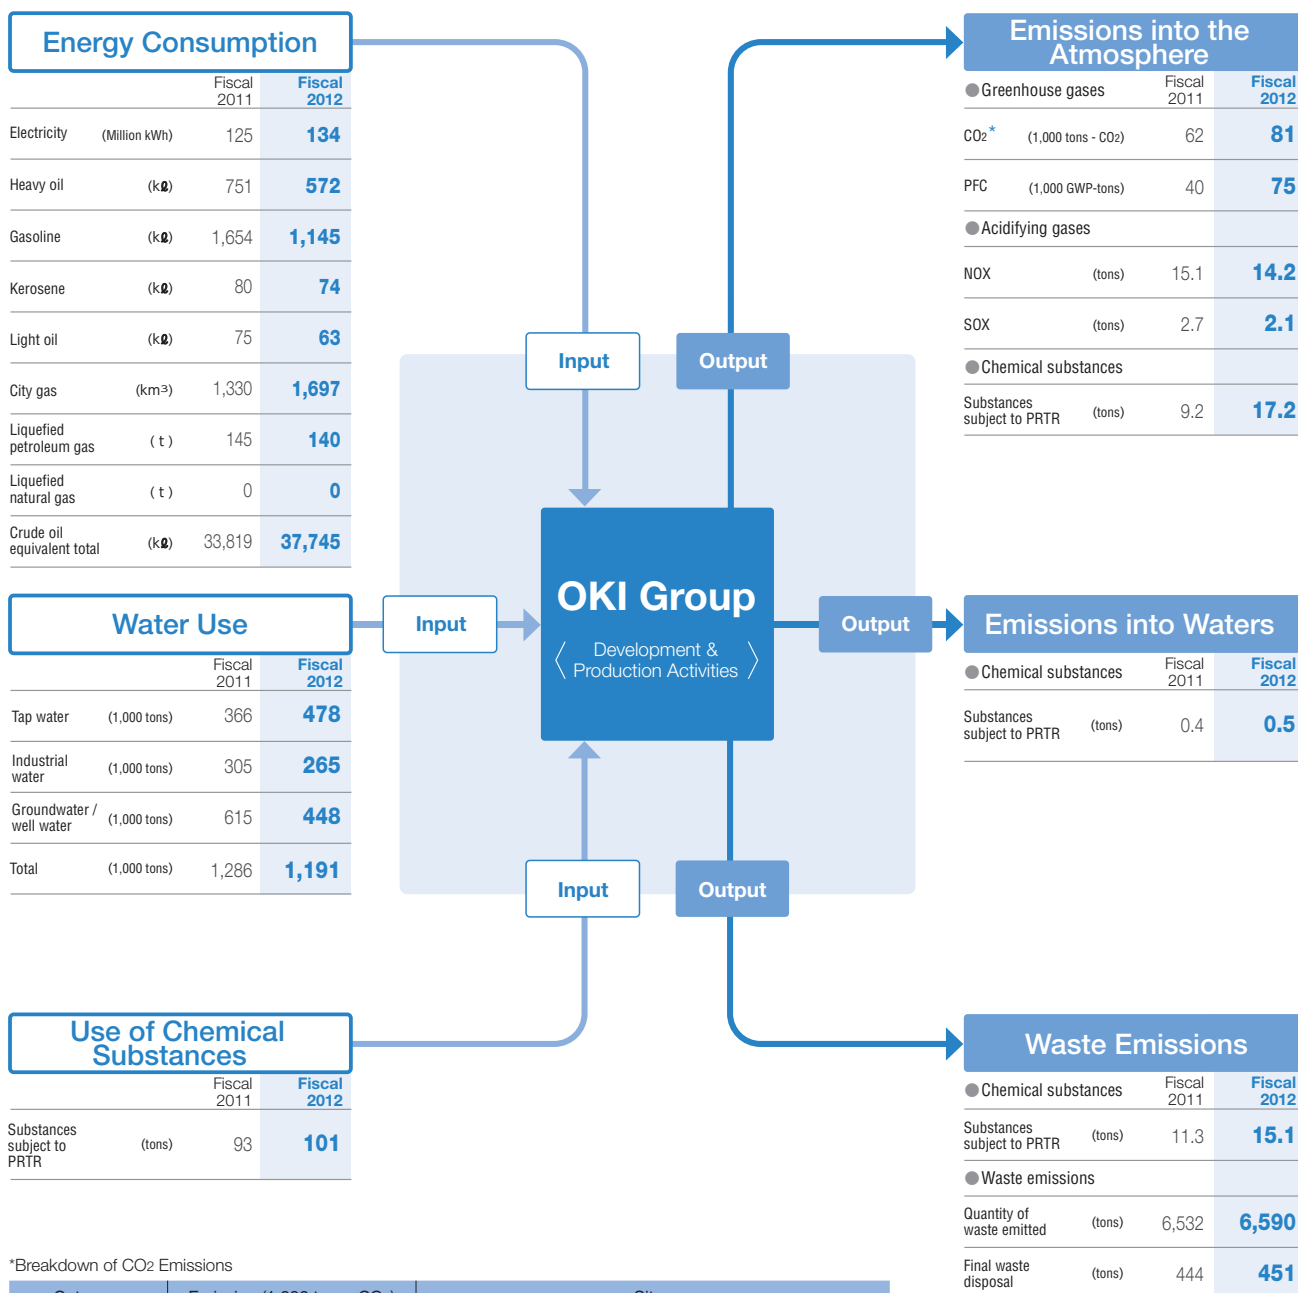 Energy Consumption
Fiscal 2011 Fiscal 2012
Electricity (Million kWh) 125 134
Heavy oil (kℓ) 751 572
Gasoline (kℓ) 1,654 1,145
Kerosene (kℓ) 80 74
Light oil (kℓ) 75 63
City gas (km³) 1,330 1,697
Liquefied petroleum gas (t) 145 140
Liquefied natural gas (t) 0 0
Crude oil equivalent total (kℓ) 33,819 37,745
Water Use
Fiscal 2011 Fiscal 2012
Tap water (1,000 tons) 366 478
Industrial water (1,000 tons) 305 265
Groundwater / well water (1,000 tons) 615 448
Total (1,000 tons) 1,286 1,191
Use of Chemical
Substances
Fiscal 2011 Fiscal 2012
Substances subject to PRTR (tons) 93 101
Input
Output
Input
OKI Group
〈Development &
Production Activities〉
Output
Input
Output
Emissions into the
Atmosphere
●Greenhouse gases Fiscal 2011 Fiscal 2012
CO2* (1,000 tons - CO2) 62 81
PFC (1,000 GWP-tons) 40 75
●Acidifying gases
NOX (tons) 15.1 14.2
SOX (tons) 2.7 2.1
●Chemical substances
Substances subject to PRTR (tons) 9.2 17.2
Emissions into Waters
●Chemical substances Fiscal 2011 Fiscal 2012
Substances subject to PRTR (tons) 0.4 0.5
Waste Emissions
●Chemical substances Fiscal 2011 Fiscal 2012
Substances subject to PRTR (tons) 11.3 15.1
●Waste emissions
Quantity of waste emitted (tons) 6,532 6,590
Final waste disposal (tons) 444 451
*Breakdown of CO2 Emissions